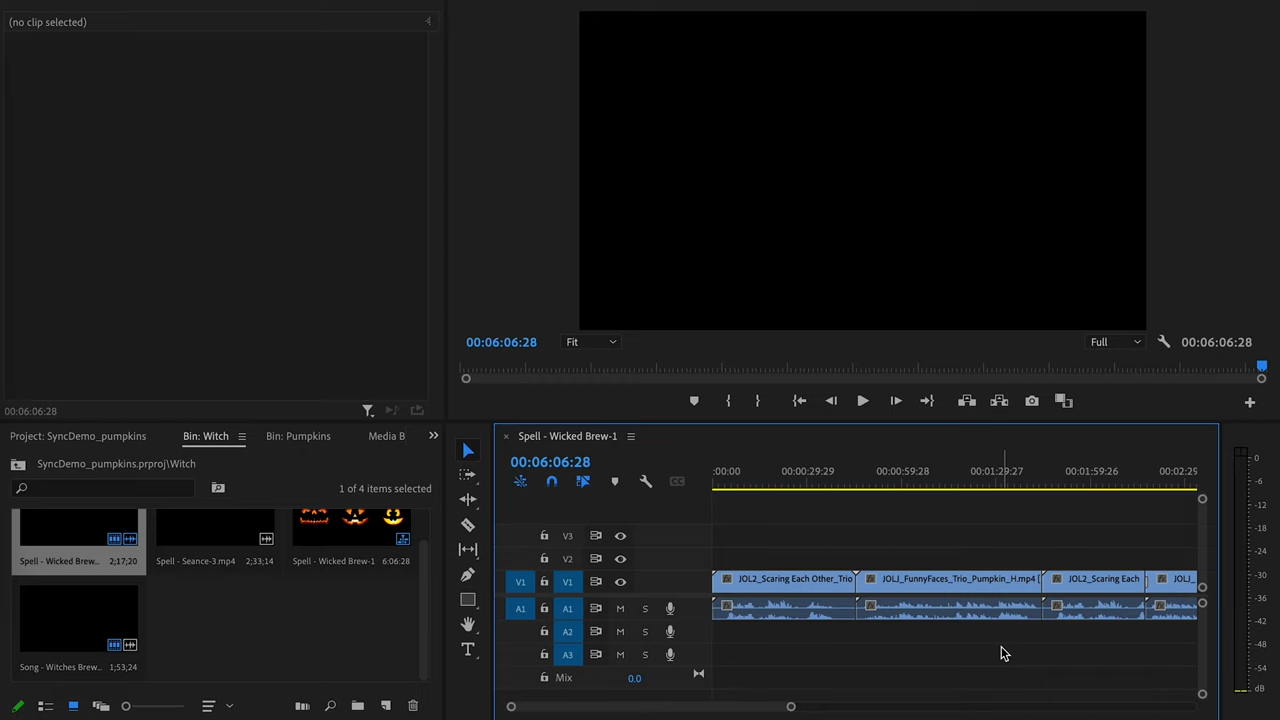 (no clip selected)
00:06:06:28
Fit
Full
00:06:06:28
00:06:06:28
Project: SyncDemo_pumpkins
Bin: Witch
Bin: Pumpkins
Media B
SyncDemo_pumpkins.prproj\Witch
1 of 4 items selected
Spell - Wicked Brew...
2;17;20
Spell - Seance-3.mp4
2;33;14
Spell - Wicked Brew-1
6:06:28
Song - Witches Brew...
1;53;24
Spell - Wicked Brew-1
00:06:06:28
:00:00
00:00:29:29
00:00:59:28
00:01:29:27
00:01:59:26
00:02:29
V3
V2
V1
V1
JOL2_Scaring Each Other_Trio
JOLJ_FunnyFaces_Trio_Pumpkin_H.mp4 [
JOL2_Scaring Each
JOLJ_
A1
A1
M
S
A2
M
S
A3
M
S
Mix
0.0
0
-6
-12
-18
-24
-30
-36
-42
-48
-54
dB